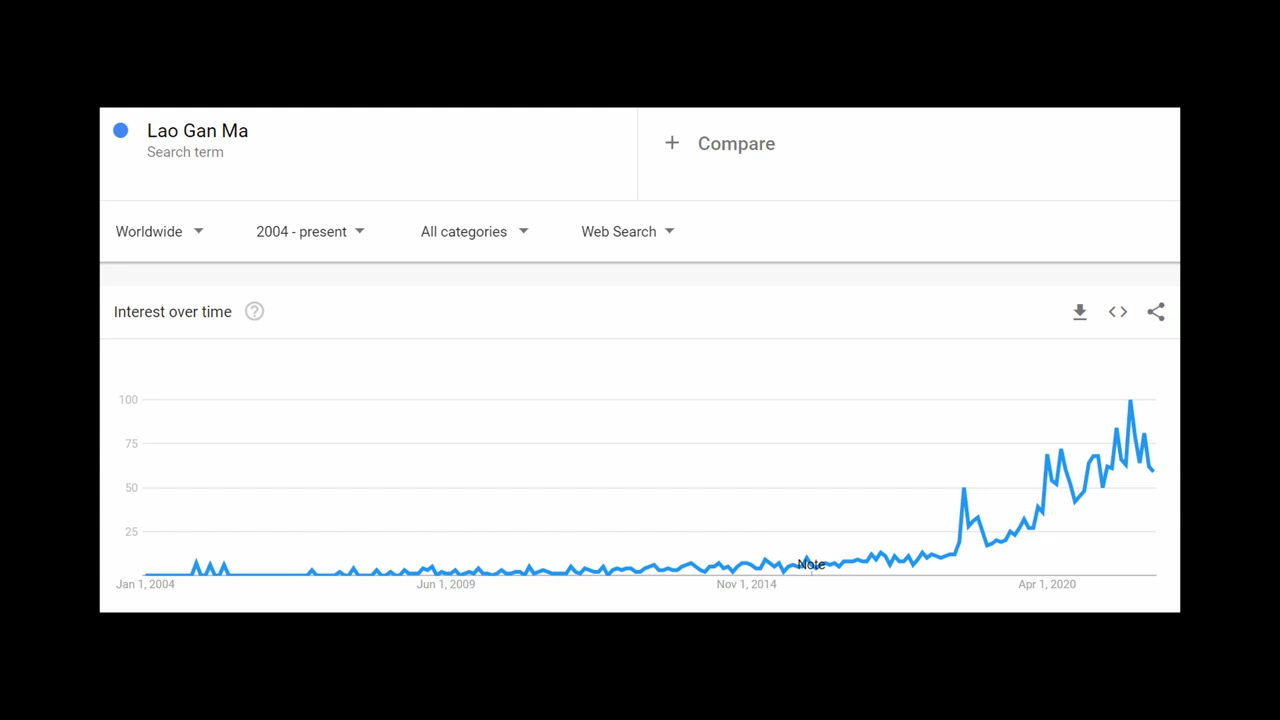 Lao Gan Ma
Search term
+ Compare
Worldwide
2004 - present
All categories
Web Search
Interest over time
100
75
50
25
Note
Jan 1, 2004
Jun 1, 2009
Nov 1, 2014
Apr 1, 2020